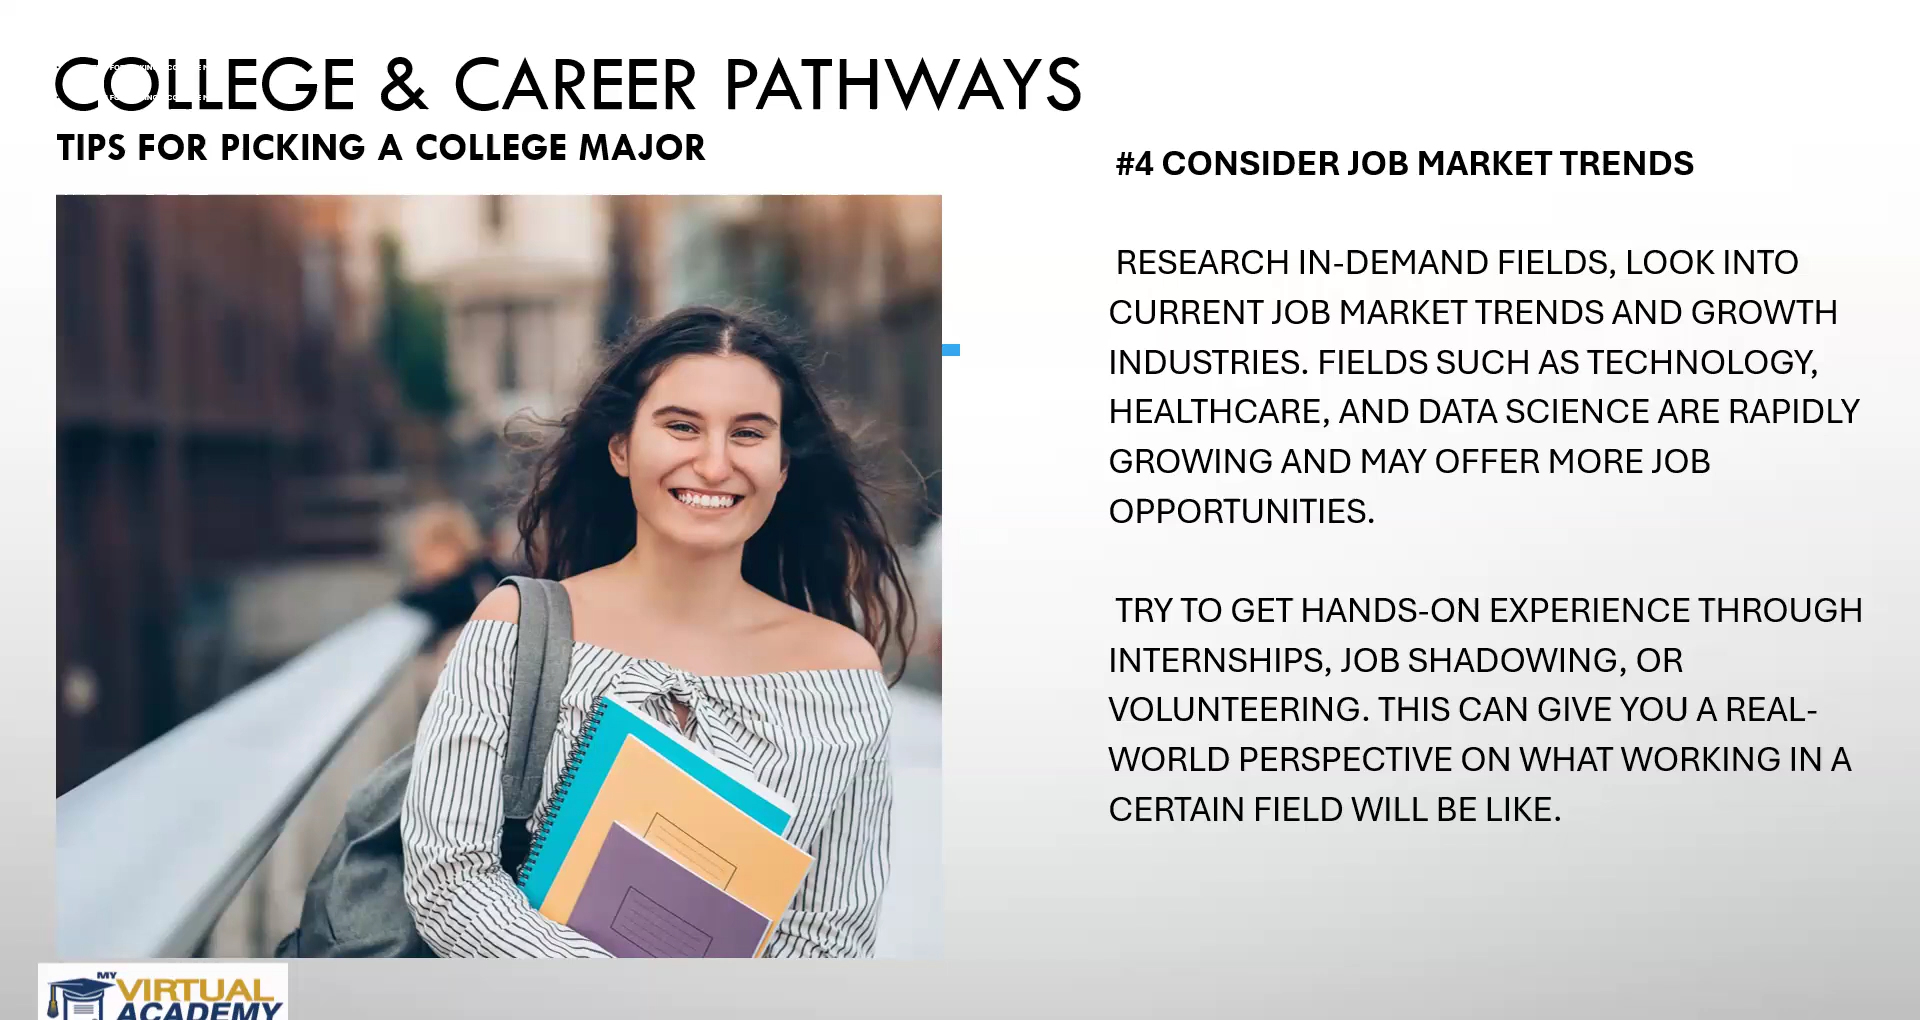 COLLEGE & CAREER PATHWAYS
TIPS FOR PICKING A COLLEGE MAJOR
#4 CONSIDER JOB MARKET TRENDS
RESEARCH IN-DEMAND FIELDS, LOOK INTO
CURRENT JOB MARKET TRENDS AND GROWTH
INDUSTRIES. FIELDS SUCH AS TECHNOLOGY,
HEALTHCARE, AND DATA SCIENCE ARE RAPIDLY
GROWING AND MAY OFFER MORE JOB
OPPORTUNITIES.
TRY TO GET HANDS-ON EXPERIENCE THROUGH
INTERNSHIPS, JOB SHADOWING, OR
VOLUNTEERING. THIS CAN GIVE YOU A REAL-
WORLD PERSPECTIVE ON WHAT WORKING IN A
CERTAIN FIELD WILL BE LIKE.
MY
VIRTUAL
ACADEMY